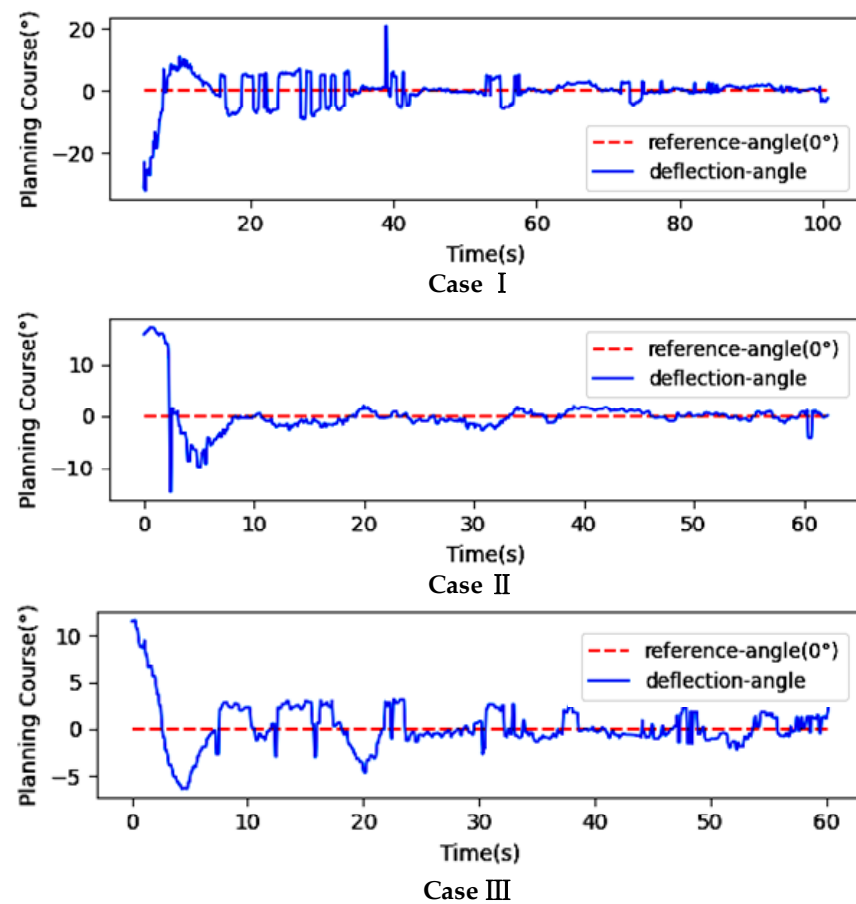 Planning Course(°)
20
0
−20
reference-angle(0°)
deflection-angle
20 40 60 80 100
Time(s)
Case Ⅰ
Planning Course(°)
10
0
−10
reference-angle(0°)
deflection-angle
0 10 20 30 40 50 60
Time(s)
Case Ⅱ
Planning Course(°)
10
5
0
−5
reference-angle(0°)
deflection-angle
0 10 20 30 40 50 60
Time(s)
Case Ⅲ